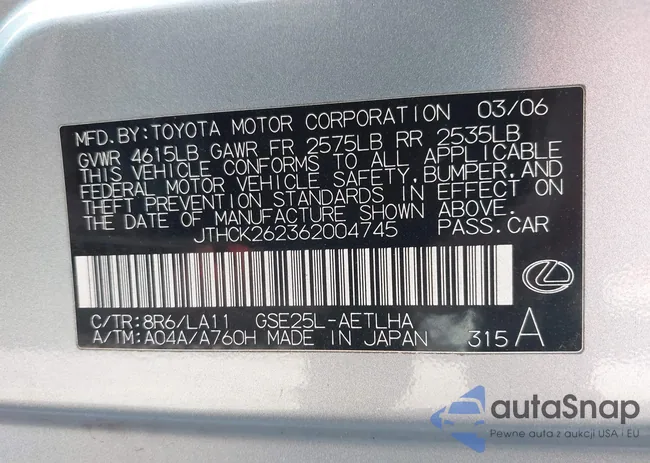 MFD.BY:TOYOTA MOTOR CORPORATION 03/06
GVWR 4615LB GAWR FR 2575LB RR 2535LB
THIS VEHICLE CONFORMS TO ALL APPLICABLE
FEDERAL MOTOR VEHICLE SAFETY,BUMPER,AND
THEFT PREVENTION STANDARDS IN EFFECT ON
THE DATE OF MANUFACTURE SHOWN ABOVE.
JTHCK262362004745 PASS.CAR
C/TR:8R6/LA11 GSE25L-AETLHA
A/TM:A04A/A760H MADE IN JAPAN 315 A
autaSnap
Pewne auta z aukcji USA i EU